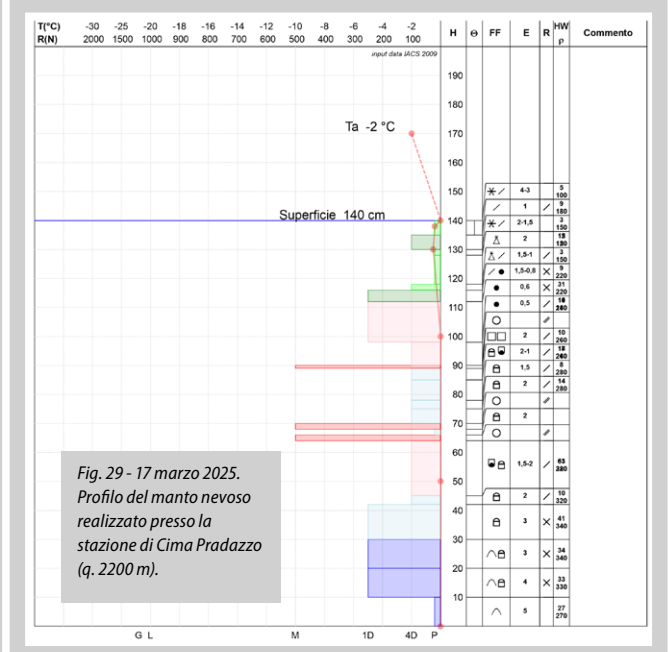 T(°C) -30 -25 -20 -18 -16 -14 -12 -10 -8 -6 -4 -2 H Θ FF E R HW Commento
R(N) 2000 1500 1000 900 800 700 600 500 400 300 200 100 ρ
input data IACS 2009
190
180
Ta -2 °C
170
160
150
4-3 5 100
1 / 9 180
Superficie 140 cm
140
2-1,5 3 150
2
130
1,5-1 / 3 150
1,5-0,8 X 9 220
120
0,6 X 31 220
110
0,5 /
100
2 / 10 260
2-1 /
90
1,5 / 8 280
2 / 14 280
80
2
70
60
1,5-2 / 63 380
50
2 / 10 320
40
3 X 41 340
30
3 X 34 340
20
4 X 33 330
10
5 27 270
Fig. 29 - 17 marzo 2025.
Profilo del manto nevoso
realizzato presso la
stazione di Cima Pradazzo
(q. 2200 m).
G L M 1D 4D P